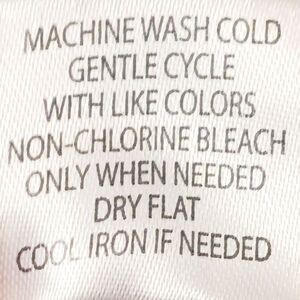 MACHINE WASH COLD
GENTLE CYCLE
WITH LIKE COLORS
NON-CHLORINE BLEACH
ONLY WHEN NEEDED
DRY FLAT
COOL IRON IF NEEDED